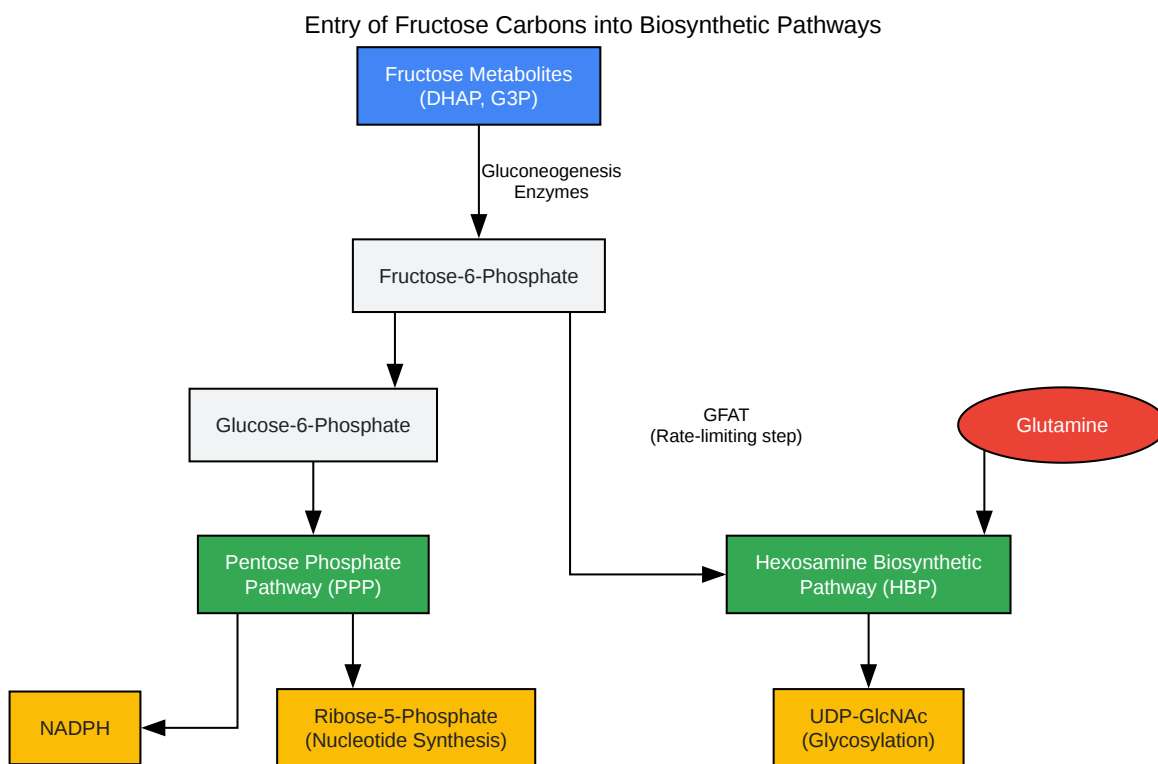 Entry of Fructose Carbons into Biosynthetic Pathways
Fructose Metabolites
(DHAP, G3P)
Gluconeogenesis
Enzymes
Fructose-6-Phosphate
Glucose-6-Phosphate
GFAT
(Rate-limiting step)
Glutamine
Pentose Phosphate
Pathway (PPP)
Hexosamine Biosynthetic
Pathway (HBP)
NADPH
Ribose-5-Phosphate
(Nucleotide Synthesis)
UDP-GlcNAc
(Glycosylation)